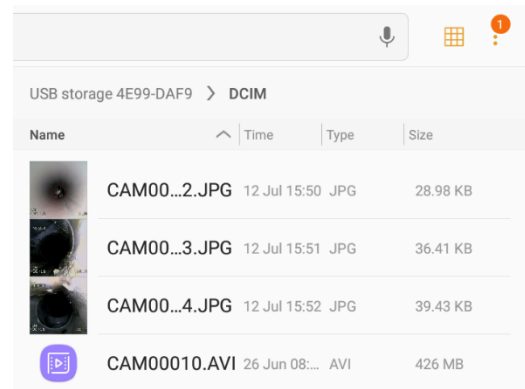 1
USB storage 4E99-DAF9 > DCIM
Name Time Type Size
CAM00...2.JPG 12 Jul 15:50 JPG 28.98 KB
CAM00...3.JPG 12 Jul 15:51 JPG 36.41 KB
CAM00...4.JPG 12 Jul 15:52 JPG 39.43 KB
CAM00010.AVI 26 Jun 08:... AVI 426 MB